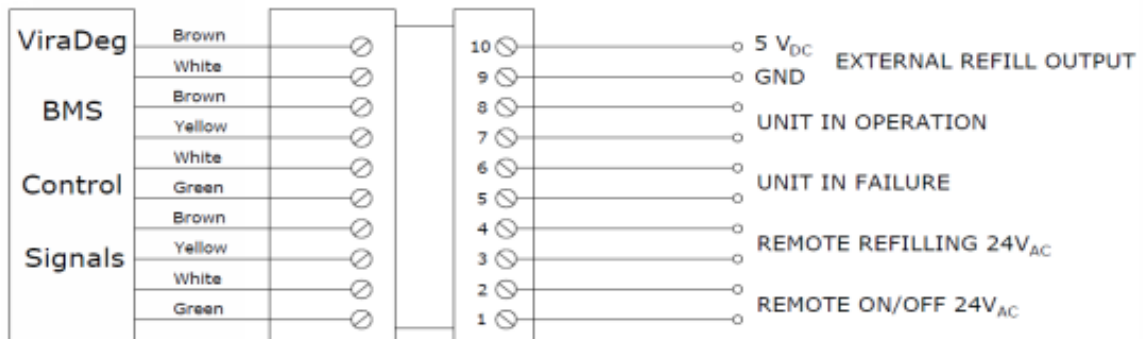 ViraDeg
BMS
Control
Signals
Brown
White
Brown
Yellow
White
Green
Brown
Yellow
White
Green
10
9
8
7
6
5
4
3
2
1
5 VDC
GND
EXTERNAL REFILL OUTPUT
UNIT IN OPERATION
UNIT IN FAILURE
REMOTE REFILLING 24VAC
REMOTE ON/OFF 24VAC